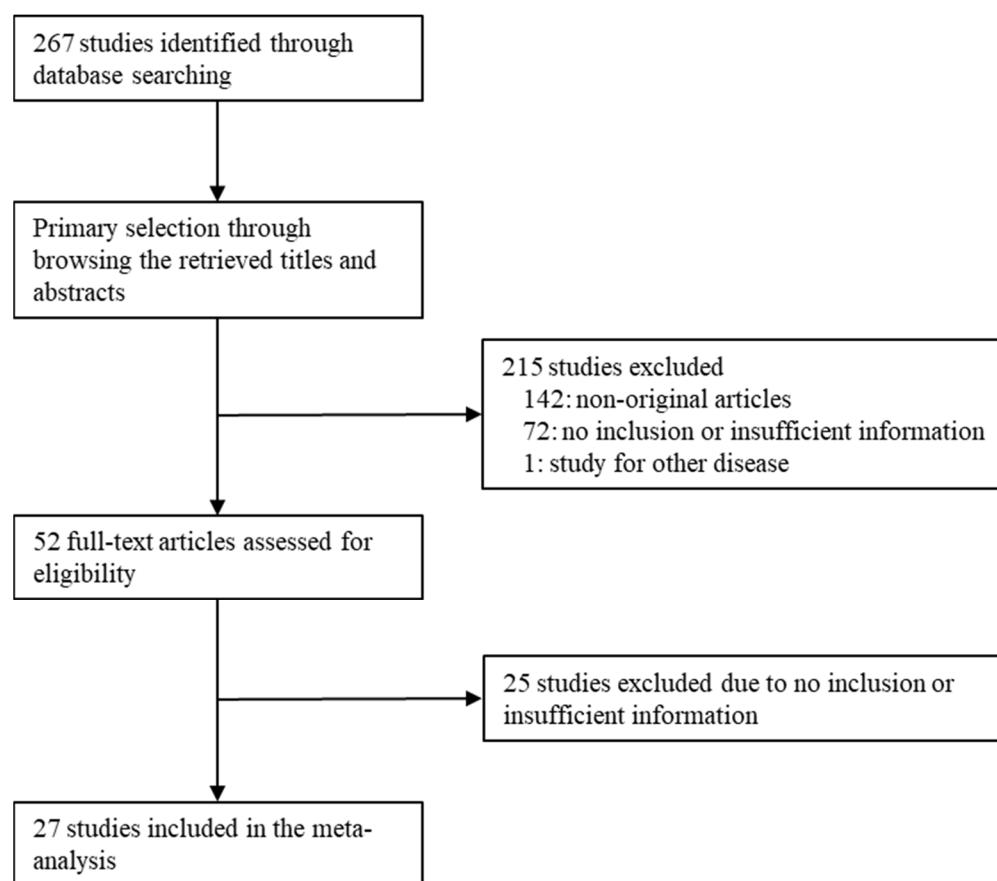 267 studies identified through
database searching
Primary selection through
browsing the retrieved titles and
abstracts
215 studies excluded
142: non-original articles
72: no inclusion or insufficient information
1: study for other disease
52 full-text articles assessed for
eligibility
25 studies excluded due to no inclusion or
insufficient information
27 studies included in the meta-
analysis